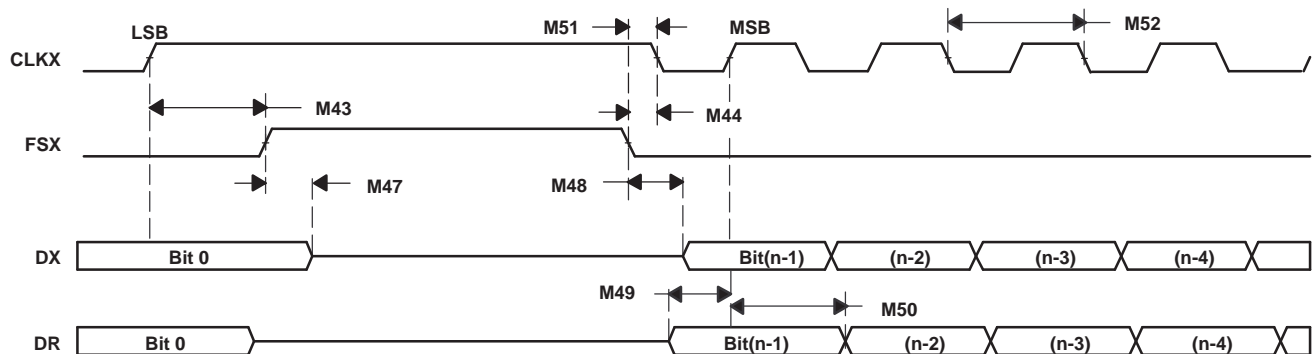 LSB M51 MSB M52
CLKX
M43 M44
FSX
M47 M48
DX Bit 0 Bit(n-1) (n-2) (n-3) (n-4)
M49 M50
DR Bit 0 Bit(n-1) (n-2) (n-3) (n-4)